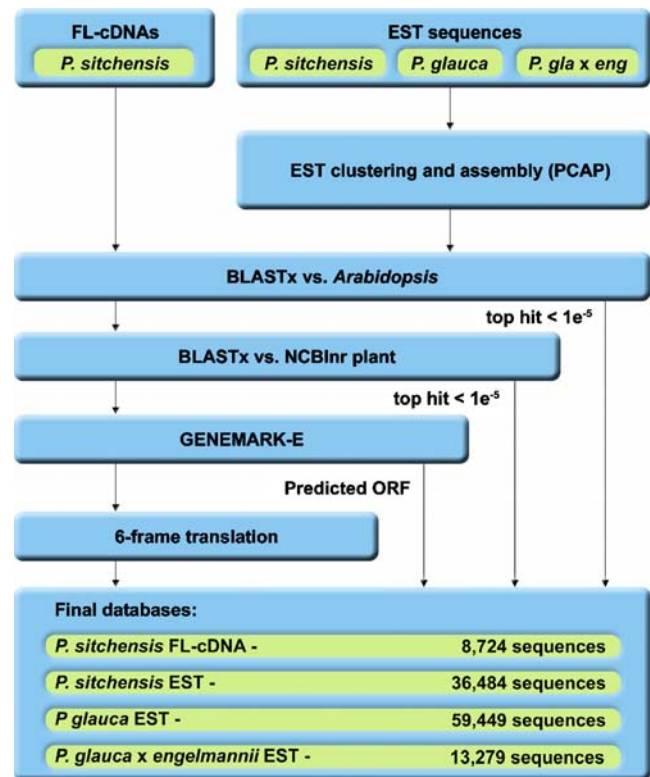 FL-cDNAs
P. sitchensis
EST sequences
P. sitchensis
P. glauca
P. gla x eng
EST clustering and assembly (PCAP)
BLASTx vs. Arabidopsis
top hit < 1e-5
BLASTx vs. NCBInr plant
top hit < 1e-5
GENEMARK-E
Predicted ORF
6-frame translation
Final databases:
P. sitchensis FL-cDNA - 8,724 sequences
P. sitchensis EST - 36,484 sequences
P glauca EST - 59,449 sequences
P. glauca x engelmannii EST - 13,279 sequences